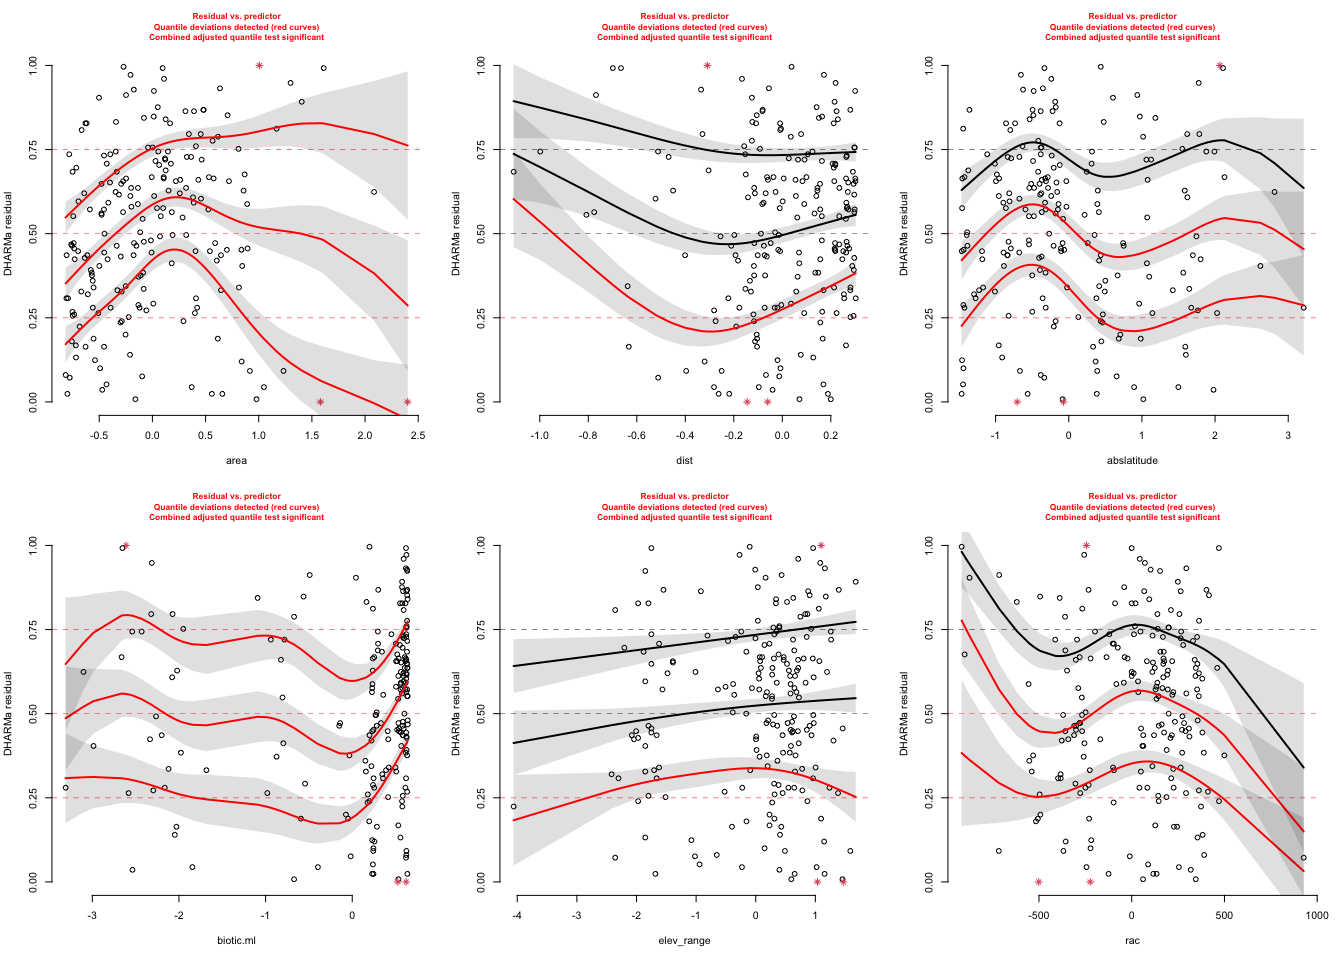 Residual vs. predictor
Quantile deviations detected (red curves)
Combined adjusted quantile test significant
DHARMa residual
0.00 0.25 0.50 0.75 1.00
-0.5 0.0 0.5 1.0 1.5 2.0 2.5
area
Residual vs. predictor
Quantile deviations detected (red curves)
Combined adjusted quantile test significant
DHARMa residual
0.00 0.25 0.50 0.75 1.00
-1.0 -0.8 -0.6 -0.4 -0.2 0.0 0.2
dist
Residual vs. predictor
Quantile deviations detected (red curves)
Combined adjusted quantile test significant
DHARMa residual
0.00 0.25 0.50 0.75 1.00
-1 0 1 2 3
abslatitude
Residual vs. predictor
Quantile deviations detected (red curves)
Combined adjusted quantile test significant
DHARMa residual
0.00 0.25 0.50 0.75 1.00
-3 -2 -1 0
biotic.ml
Residual vs. predictor
Quantile deviations detected (red curves)
Combined adjusted quantile test significant
DHARMa residual
0.00 0.25 0.50 0.75 1.00
-4 -3 -2 -1 0 1
elev_range
Residual vs. predictor
Quantile deviations detected (red curves)
Combined adjusted quantile test significant
DHARMa residual
0.00 0.25 0.50 0.75 1.00
-500 0 500 1000
rac